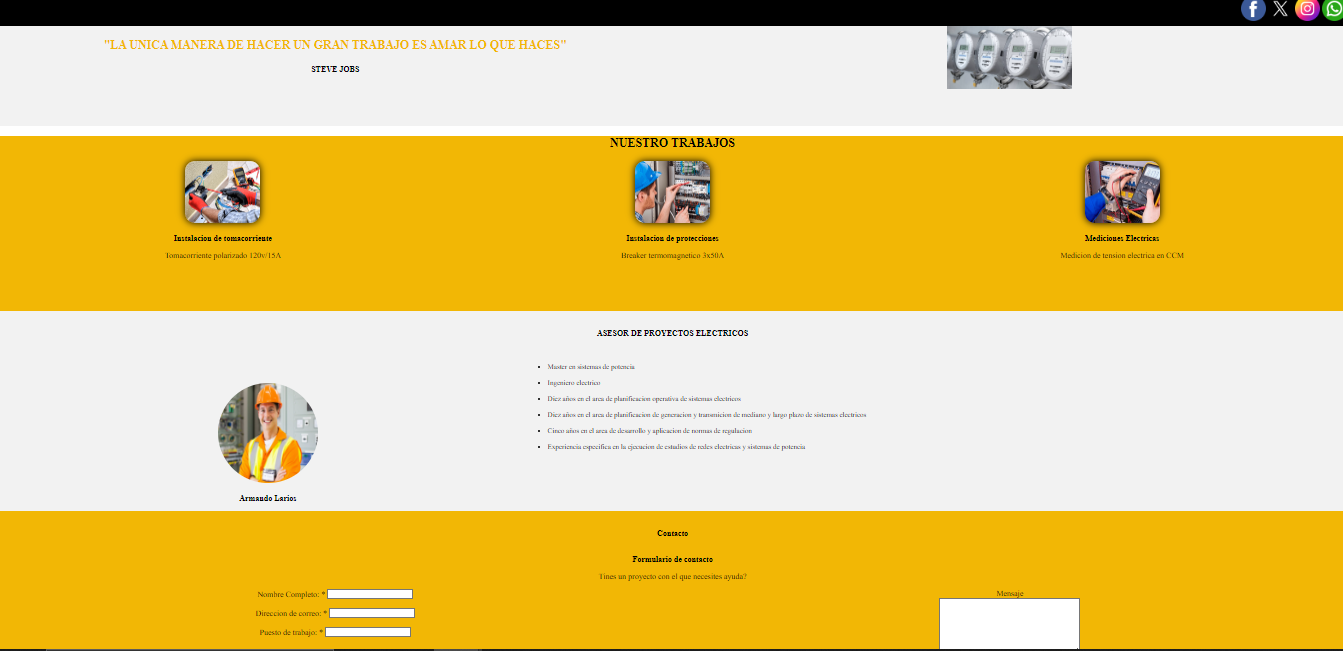 "LA UNICA MANERA DE HACER UN GRAN TRABAJO ES AMAR LO QUE HACES"
STEVE JOBS
NUESTRO TRABAJOS
Instalacion de tomacorriente
Tomacorriente polarizado 120v/15A
Instalacion de protecciones
Breaker termomagnetico 3x50A
Mediciones Electricas
Medicion de tension electrica en CCM
ASESOR DE PROYECTOS ELECTRICOS
Master en sistemas de potencia
Ingeniero electrico
Diez años en el area de planificacion operativa de sistemas electricos
Diez años en el area de planificacion de generacion y transmicion de mediano y largo plazo de sistemas electricos
Cinco años en el area de desarrollo y aplicacion de normas de regulacion
Experiencia especifica en la ejecucion de estudios de redes electricas y sistemas de potencia
Armando Larios
Contacto
Formulario de contacto
Tines un proyecto con el que necesites ayuda?
Nombre Completo: *
Direccion de correo: *
Puesto de trabajo: *
Mensaje